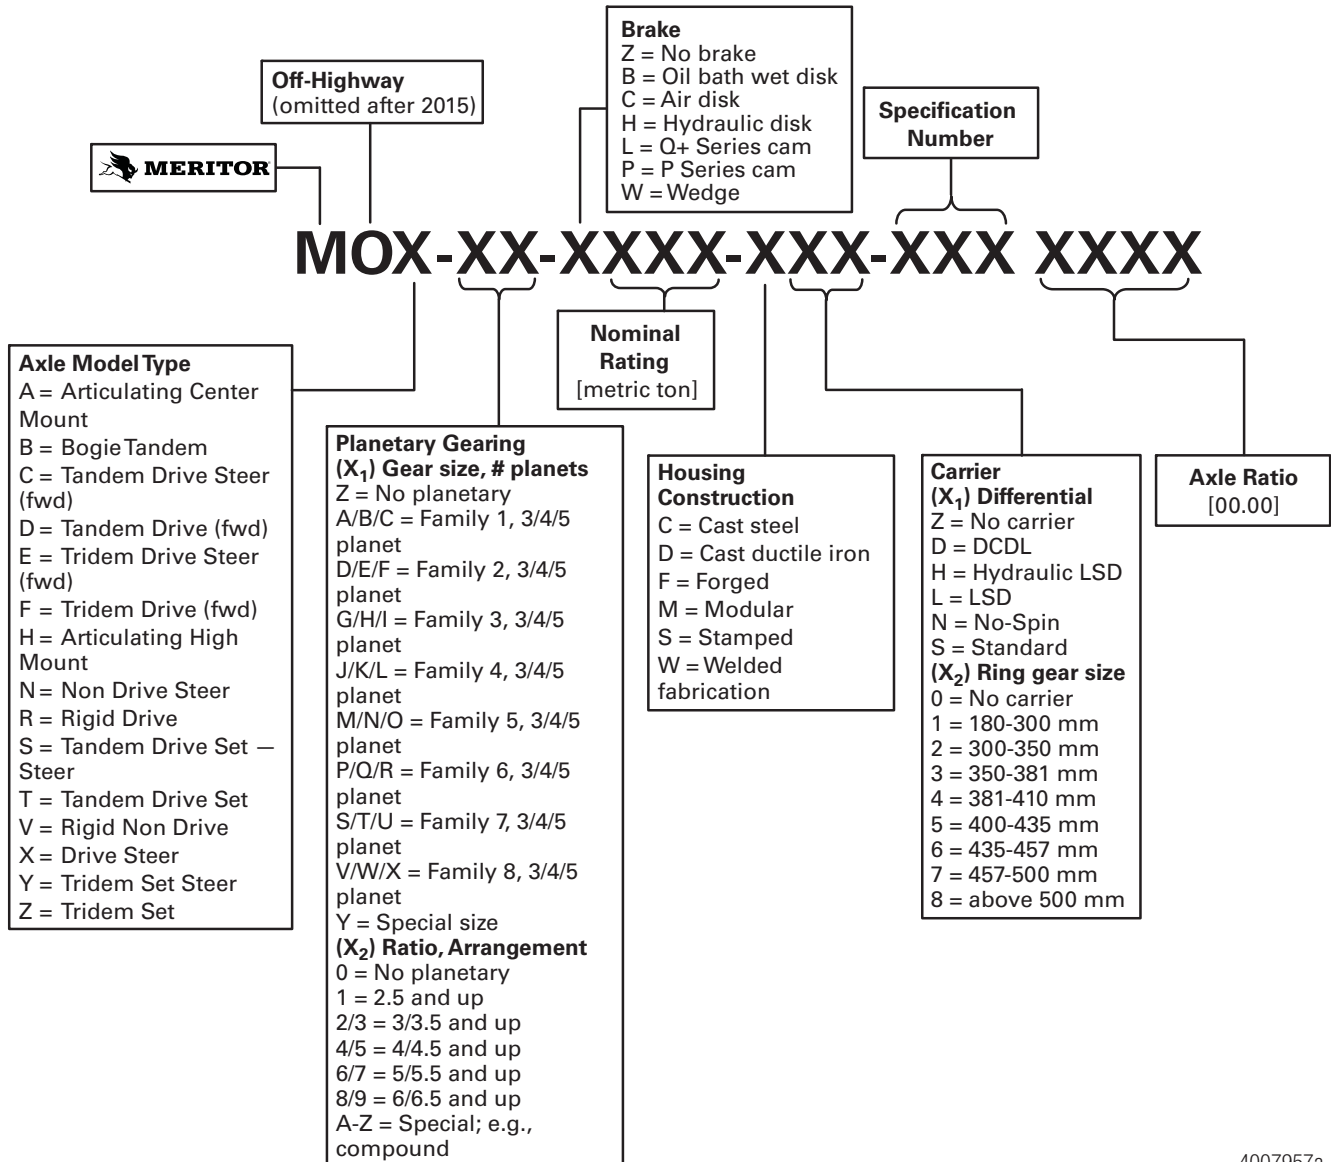 Brake
Z = No brake
B = Oil bath wet disk
C = Air disk
H = Hydraulic disk
L = Q+ Series cam
P = P Series cam
W = Wedge
Off-Highway
(omitted after 2015)
Specification
Number
MERITOR
MOX-XX-XXXX-XXX-XXX XXXX
Nominal
Rating
[metric ton]
Axle Model Type
A = Articulating Center
Mount
B = Bogie Tandem
C = Tandem Drive Steer
(fwd)
D = Tandem Drive (fwd)
E = Tridem Drive Steer
(fwd)
F = Tridem Drive (fwd)
H = Articulating High
Mount
N = Non Drive Steer
R = Rigid Drive
S = Tandem Drive Set —
Steer
T = Tandem Drive Set
V = Rigid Non Drive
X = Drive Steer
Y = Tridem Set Steer
Z = Tridem Set
Planetary Gearing
(X1) Gear size, # planets
Z = No planetary
A/B/C = Family 1, 3/4/5
planet
D/E/F = Family 2, 3/4/5
planet
G/H/I = Family 3, 3/4/5
planet
J/K/L = Family 4, 3/4/5
planet
M/N/O = Family 5, 3/4/5
planet
P/Q/R = Family 6, 3/4/5
planet
S/T/U = Family 7, 3/4/5
planet
V/W/X = Family 8, 3/4/5
planet
Y = Special size
(X2) Ratio, Arrangement
0 = No planetary
1 = 2.5 and up
2/3 = 3/3.5 and up
4/5 = 4/4.5 and up
6/7 = 5/5.5 and up
8/9 = 6/6.5 and up
A-Z = Special; e.g.,
compound
Housing
Construction
C = Cast steel
D = Cast ductile iron
F = Forged
M = Modular
S = Stamped
W = Welded
fabrication
Carrier
(X1) Differential
Z = No carrier
D = DCDL
H = Hydraulic LSD
L = LSD
N = No-Spin
S = Standard
(X2) Ring gear size
0 = No carrier
1 = 180-300 mm
2 = 300-350 mm
3 = 350-381 mm
4 = 381-410 mm
5 = 400-435 mm
6 = 435-457 mm
7 = 457-500 mm
8 = above 500 mm
Axle Ratio
[00.00]
4007957a